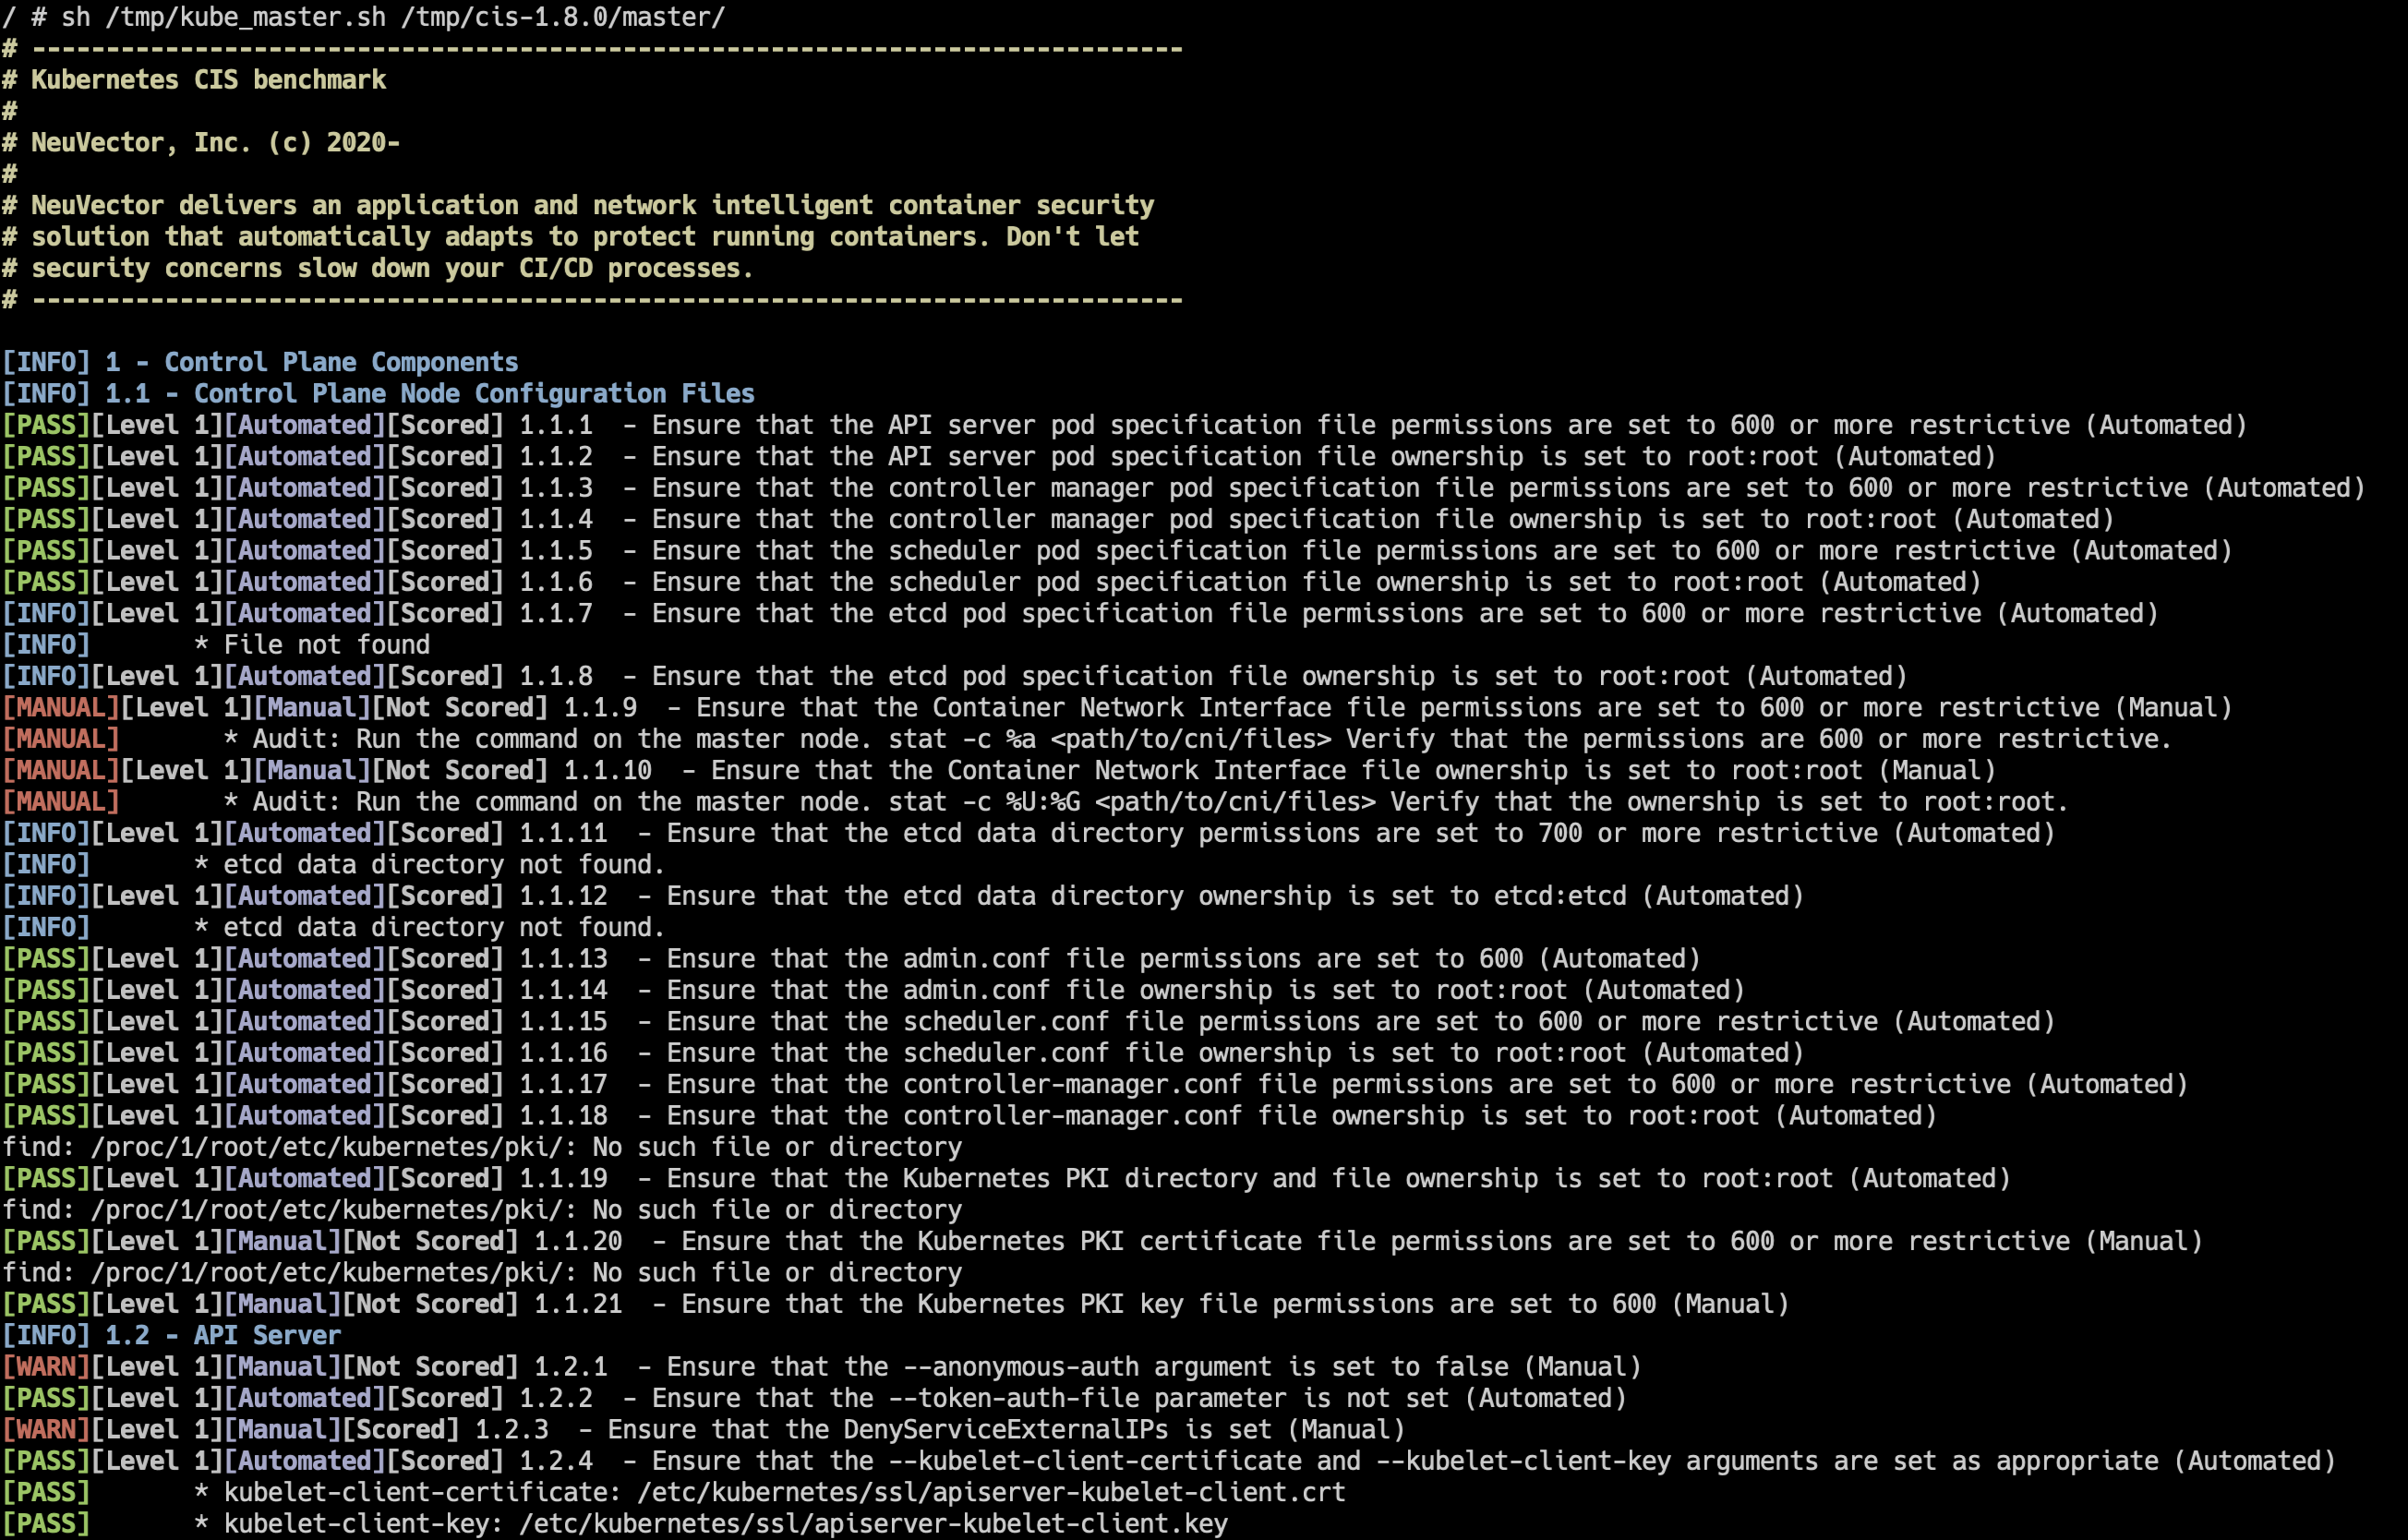 / # sh /tmp/kube_master.sh /tmp/cis-1.8.0/master/
# ------------------------------------------------------------------------------
# Kubernetes CIS benchmark
#
# NeuVector, Inc. (c) 2020-
#
# NeuVector delivers an application and network intelligent container security
# solution that automatically adapts to protect running containers. Don't let
# security concerns slow down your CI/CD processes.
# ------------------------------------------------------------------------------

[INFO] 1 - Control Plane Components
[INFO] 1.1 - Control Plane Node Configuration Files
[PASS][Level 1][Automated][Scored] 1.1.1  - Ensure that the API server pod specification file permissions are set to 600 or more restrictive (Automated)
[PASS][Level 1][Automated][Scored] 1.1.2  - Ensure that the API server pod specification file ownership is set to root:root (Automated)
[PASS][Level 1][Automated][Scored] 1.1.3  - Ensure that the controller manager pod specification file permissions are set to 600 or more restrictive (Automated)
[PASS][Level 1][Automated][Scored] 1.1.4  - Ensure that the controller manager pod specification file ownership is set to root:root (Automated)
[PASS][Level 1][Automated][Scored] 1.1.5  - Ensure that the scheduler pod specification file permissions are set to 600 or more restrictive (Automated)
[PASS][Level 1][Automated][Scored] 1.1.6  - Ensure that the scheduler pod specification file ownership is set to root:root (Automated)
[INFO][Level 1][Automated][Scored] 1.1.7  - Ensure that the etcd pod specification file permissions are set to 600 or more restrictive (Automated)
[INFO]       * File not found
[INFO][Level 1][Automated][Scored] 1.1.8  - Ensure that the etcd pod specification file ownership is set to root:root (Automated)
[MANUAL][Level 1][Manual][Not Scored] 1.1.9  - Ensure that the Container Network Interface file permissions are set to 600 or more restrictive (Manual)
[MANUAL]       * Audit: Run the command on the master node. stat -c %a <path/to/cni/files> Verify that the permissions are 600 or more restrictive.
[MANUAL][Level 1][Manual][Not Scored] 1.1.10  - Ensure that the Container Network Interface file ownership is set to root:root (Manual)
[MANUAL]       * Audit: Run the command on the master node. stat -c %U:%G <path/to/cni/files> Verify that the ownership is set to root:root.
[INFO][Level 1][Automated][Scored] 1.1.11  - Ensure that the etcd data directory permissions are set to 700 or more restrictive (Automated)
[INFO]       * etcd data directory not found.
[INFO][Level 1][Automated][Scored] 1.1.12  - Ensure that the etcd data directory ownership is set to etcd:etcd (Automated)
[INFO]       * etcd data directory not found.
[PASS][Level 1][Automated][Scored] 1.1.13  - Ensure that the admin.conf file permissions are set to 600 (Automated)
[PASS][Level 1][Automated][Scored] 1.1.14  - Ensure that the admin.conf file ownership is set to root:root (Automated)
[PASS][Level 1][Automated][Scored] 1.1.15  - Ensure that the scheduler.conf file permissions are set to 600 or more restrictive (Automated)
[PASS][Level 1][Automated][Scored] 1.1.16  - Ensure that the scheduler.conf file ownership is set to root:root (Automated)
[PASS][Level 1][Automated][Scored] 1.1.17  - Ensure that the controller-manager.conf file permissions are set to 600 or more restrictive (Automated)
[PASS][Level 1][Automated][Scored] 1.1.18  - Ensure that the controller-manager.conf file ownership is set to root:root (Automated)
find: /proc/1/root/etc/kubernetes/pki/: No such file or directory
[PASS][Level 1][Automated][Scored] 1.1.19  - Ensure that the Kubernetes PKI directory and file ownership is set to root:root (Automated)
find: /proc/1/root/etc/kubernetes/pki/: No such file or directory
[PASS][Level 1][Manual][Not Scored] 1.1.20  - Ensure that the Kubernetes PKI certificate file permissions are set to 600 or more restrictive (Manual)
find: /proc/1/root/etc/kubernetes/pki/: No such file or directory
[PASS][Level 1][Manual][Not Scored] 1.1.21  - Ensure that the Kubernetes PKI key file permissions are set to 600 (Manual)
[INFO] 1.2 - API Server
[WARN][Level 1][Manual][Not Scored] 1.2.1  - Ensure that the --anonymous-auth argument is set to false (Manual)
[PASS][Level 1][Automated][Scored] 1.2.2  - Ensure that the --token-auth-file parameter is not set (Automated)
[WARN][Level 1][Manual][Scored] 1.2.3  - Ensure that the DenyServiceExternalIPs is set (Manual)
[PASS][Level 1][Automated][Scored] 1.2.4  - Ensure that the --kubelet-client-certificate and --kubelet-client-key arguments are set as appropriate (Automated)
[PASS]       * kubelet-client-certificate: /etc/kubernetes/ssl/apiserver-kubelet-client.crt
[PASS]       * kubelet-client-key: /etc/kubernetes/ssl/apiserver-kubelet-client.key